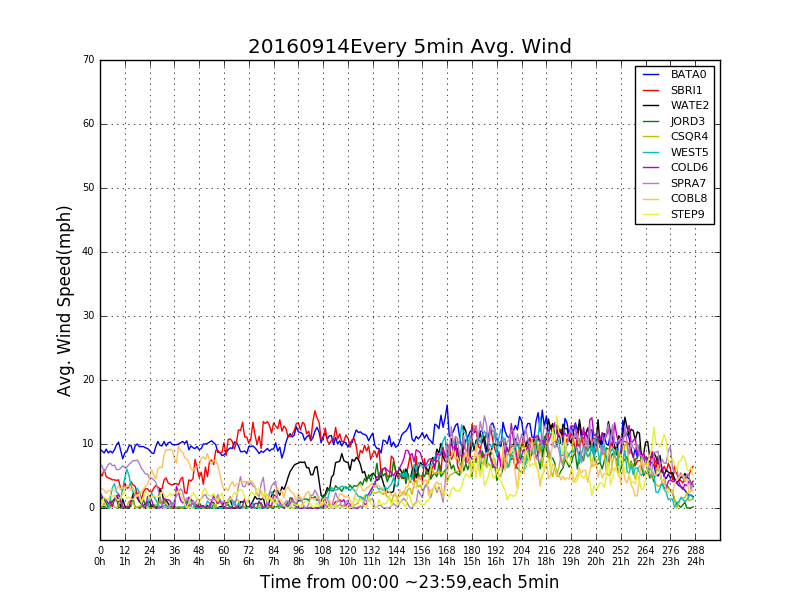 20160914Every 5min Avg. Wind
70
60
50
40
30
20
10
0
Avg. Wind Speed(mph)
BATA0
SBRI1
WATE2
JORD3
CSQR4
WEST5
COLD6
SPRA7
COBL8
STEP9
0 12 24 36 48 60 72 84 96 108 120 132 144 156 168 180 192 204 216 228 240 252 264 276 288
0h 1h 2h 3h 4h 5h 6h 7h 8h 9h 10h 11h 12h 13h 14h 15h 16h 17h 18h 19h 20h 21h 22h 23h 24h
Time from 00:00 ~23:59,each 5min